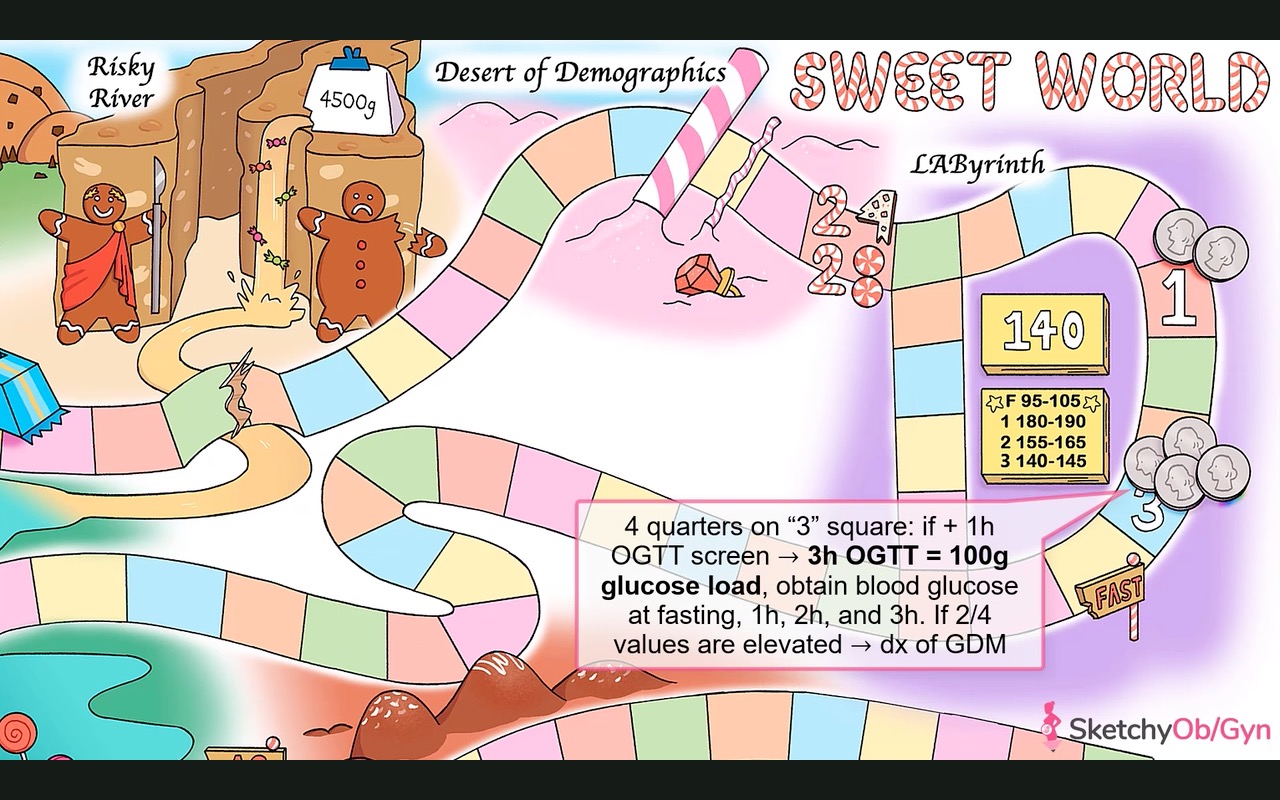 Risky
River
4500g
Desert of Demographics
SWEET WORLD
LAByrinth
24
28
1
140
F 95-105
1 180-190
2 155-165
3 140-145
3
FAST
4 quarters on “3” square: if + 1h
OGTT screen → 3h OGTT = 100g
glucose load, obtain blood glucose
at fasting, 1h, 2h, and 3h. If 2/4
values are elevated → dx of GDM
SketchyOb/Gyn